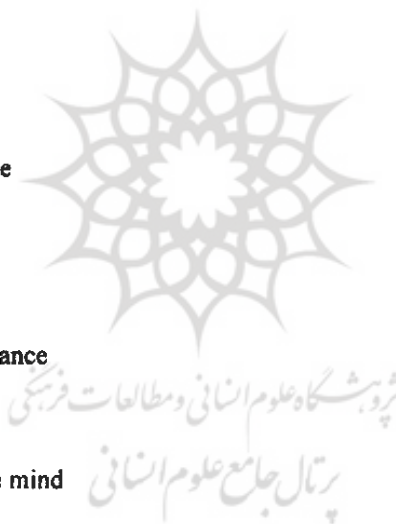 e
ance
پژوهشگاه علوم انسانی و مطالعات فرهنگی
e mind
پرتال جامع علوم انسانی